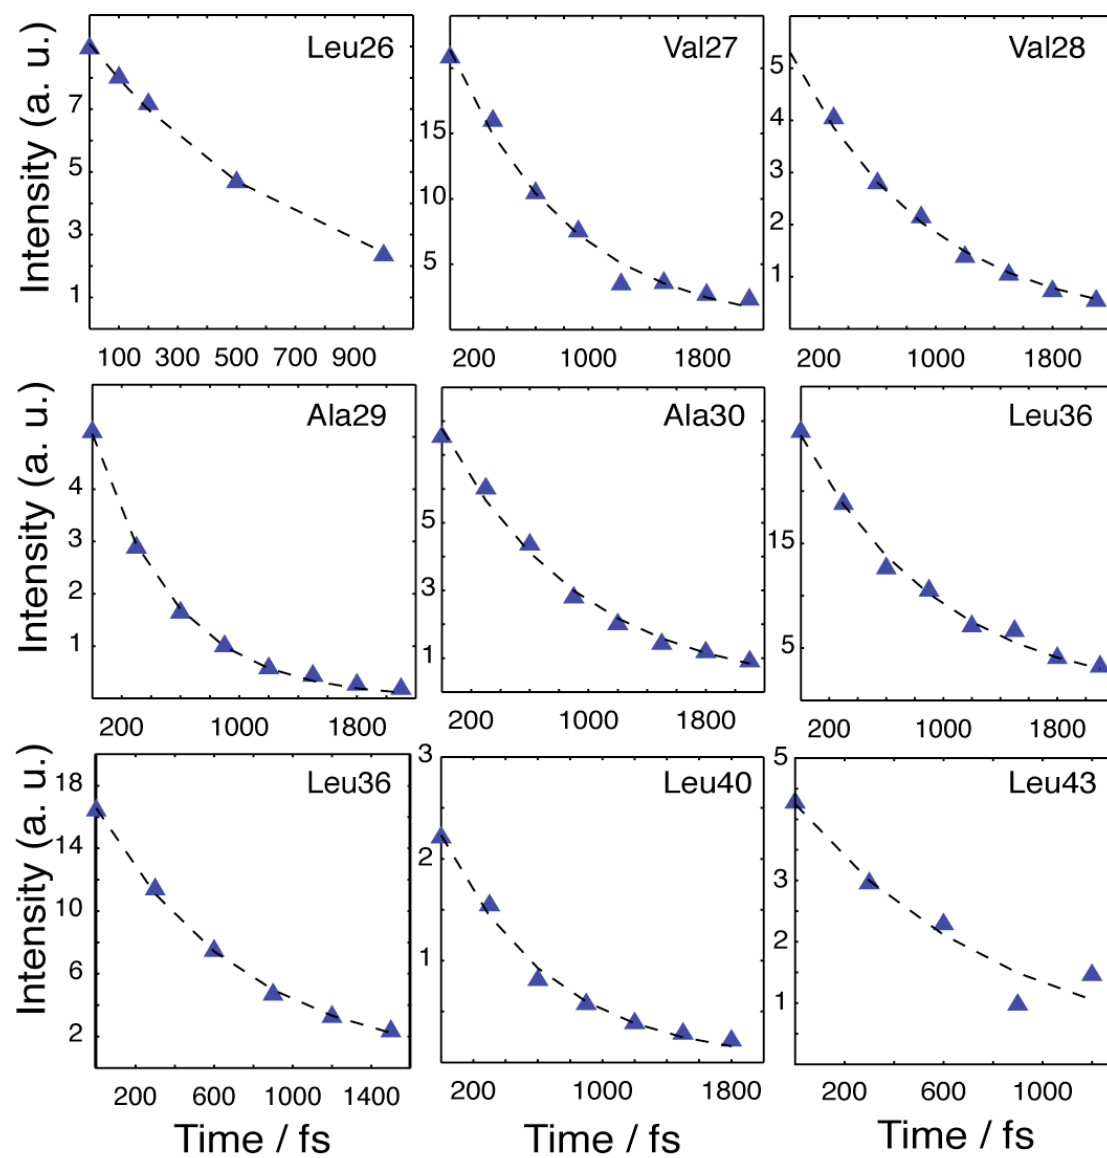 Intensity (a. u.)
Leu26
7
5
3
1
100 300 500 700 900
Val27
15
10
5
200 1000 1800
Val28
5
4
3
2
1
200 1000 1800
Intensity (a. u.)
Ala29
4
3
2
1
200 1000 1800
Ala30
5
3
1
200 1000 1800
Leu36
15
5
200 1000 1800
Intensity (a. u.)
Leu36
18
14
10
6
2
200 600 1000 1400
Time / fs
Leu40
3
2
1
200 1000 1800
Time / fs
Leu43
5
3
2
1
200 600 1000
Time / fs